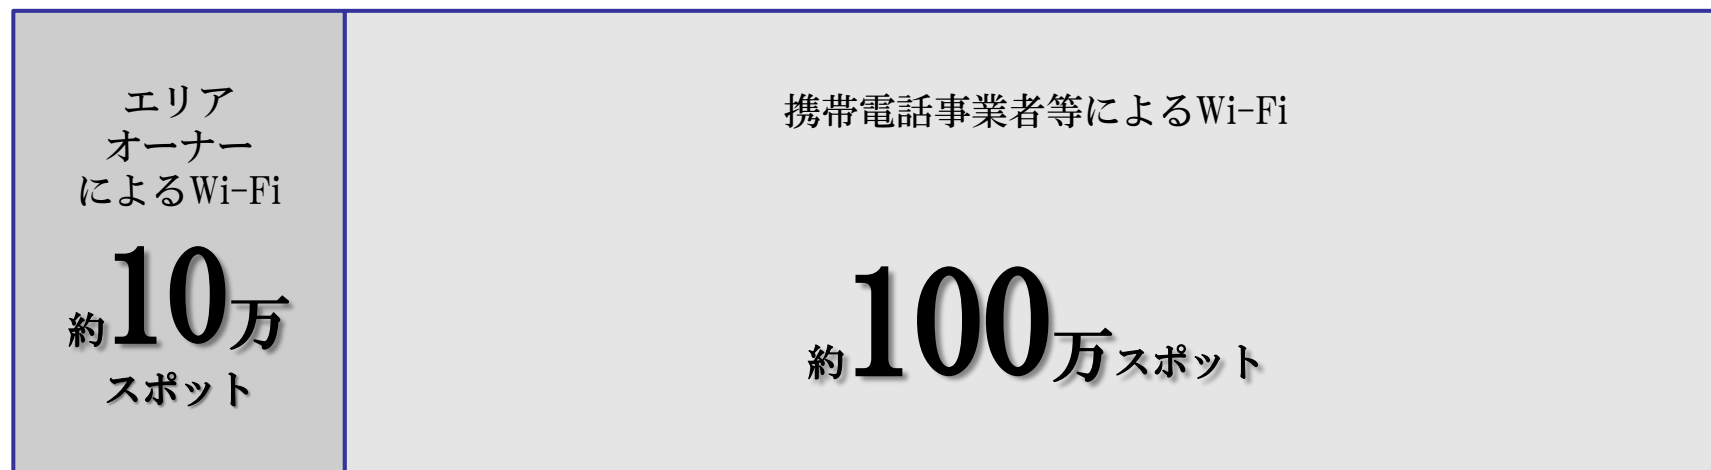 エリア
オーナー
によるWi-Fi
約10万
スポット
携帯電話事業者等によるWi-Fi
約100万スポット